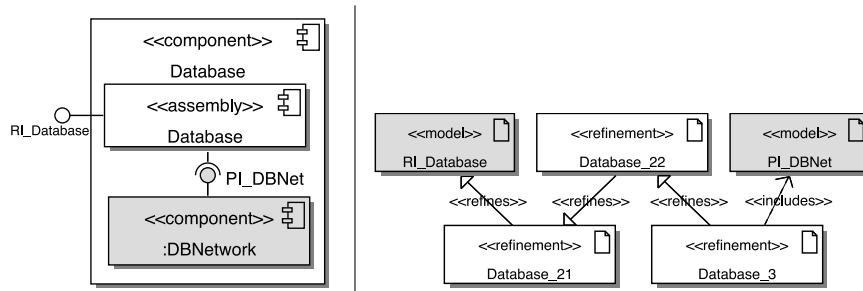 <<component>>
Database
<<assembly>>
Database
RI_Database
PI_DBNet
<<component>>
:DBNetwork
<<model>>
RI_Database
<<refinement>>
Database_22
<<model>>
PI_DBNet
<<refines>>
<<refines>>
<<refines>>
<<includes>>
<<refinement>>
Database_21
<<refinement>>
Database_3